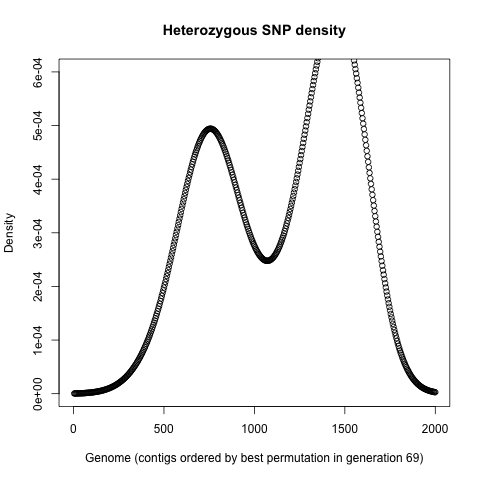 Heterozygous SNP density
6e-04
5e-04
4e-04
3e-04
2e-04
1e-04
0e+00
Density
0 500 1000 1500 2000
Genome (contigs ordered by best permutation in generation 69)